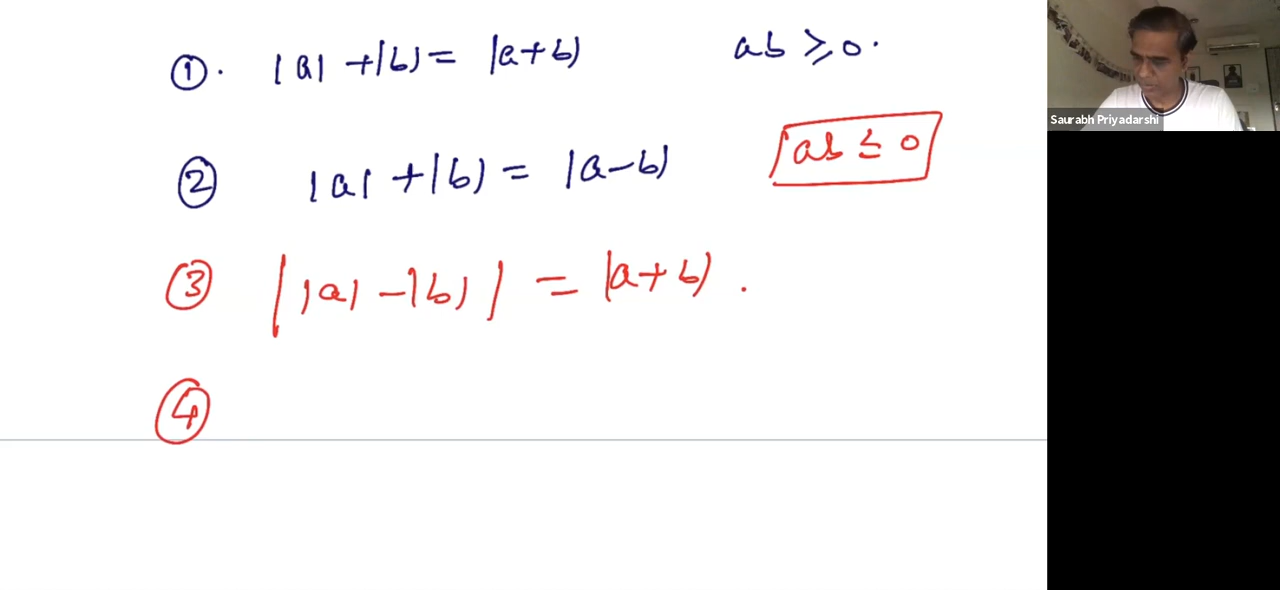 ①. |a| + |b| = |a+b| ab ≥ 0.
② |a| + |b| = |a-b| ab ≤ 0
③ | |a| - |b| | = |a+b| .
④
Saurabh Priyadarshi